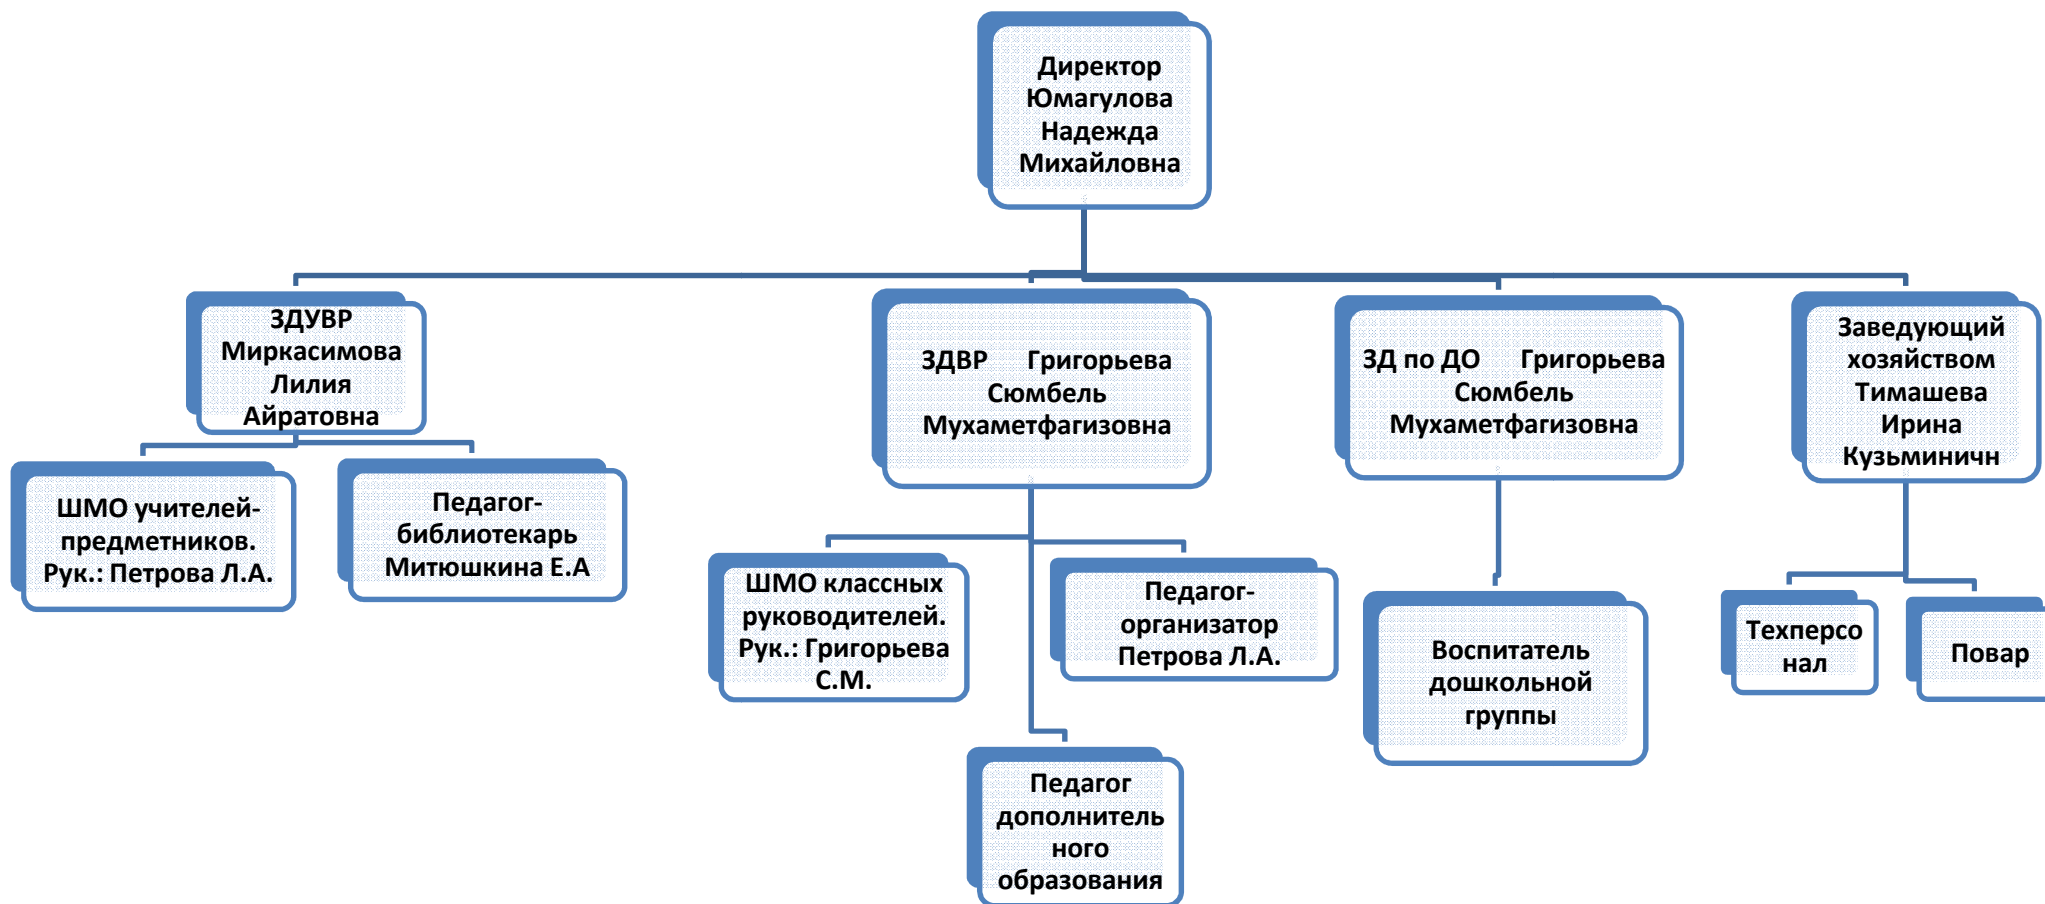 Директор
Юмагулова
Надежда
Михайловна
ЗДУВР
Миркасимова
Лилия
Айратовна
ЗДВР Григорьева
Сюмбель
Мухаметфагизовна
ЗД по ДО Григорьева
Сюмбель
Мухаметфагизовна
Заведующий
хозяйством
Тимашева
Ирина
Кузьминичн
ШМО учителей-
предметников.
Рук.: Петрова Л.А.
Педагог-
библиотекарь
Митюшкина Е.А
ШМО классных
руководителей.
Рук.: Григорьева
С.М.
Педагог-
организатор
Петрова Л.А.
Воспитатель
дошкольной
группы
Техперсо
нал
Повар
Педагог
дополнитель
ного
образования